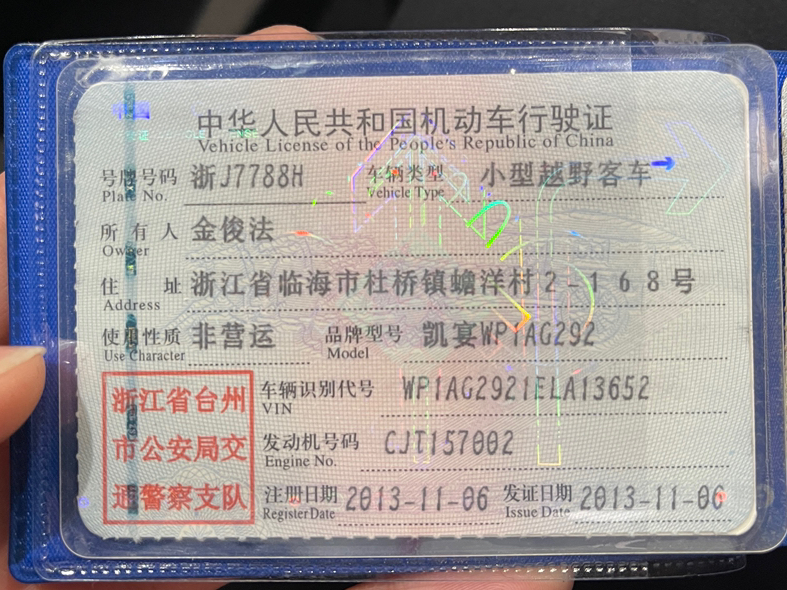 中华人民共和国机动车行驶证
Vehicle License of the People's Republic of China
号牌号码 浙J7788H 车辆类型 小型越野客车
Plate No. Vehicle Type
所有人 金俊法
Owner
住址 浙江省临海市杜桥镇蟾洋村2-168号
Address
使用性质 非营运 品牌型号 凯宴WP1AG292
Use Character Model
车辆识别代号 WP1AG2921ELA13652
VIN
发动机号码 CJT157002
Engine No.
注册日期 2013-11-06 发证日期 2013-11-06
Register Date Issue Date
浙江省台州
市公安局交
通警察支队